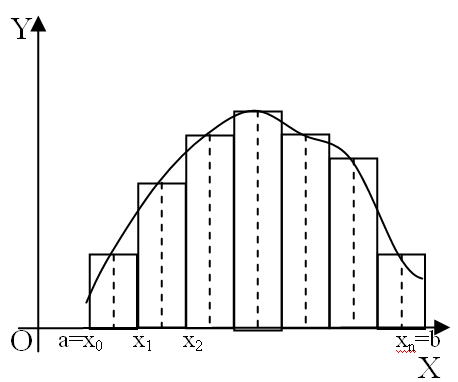 Y
O a=x₀ x₁ x₂ xₙ=b
X